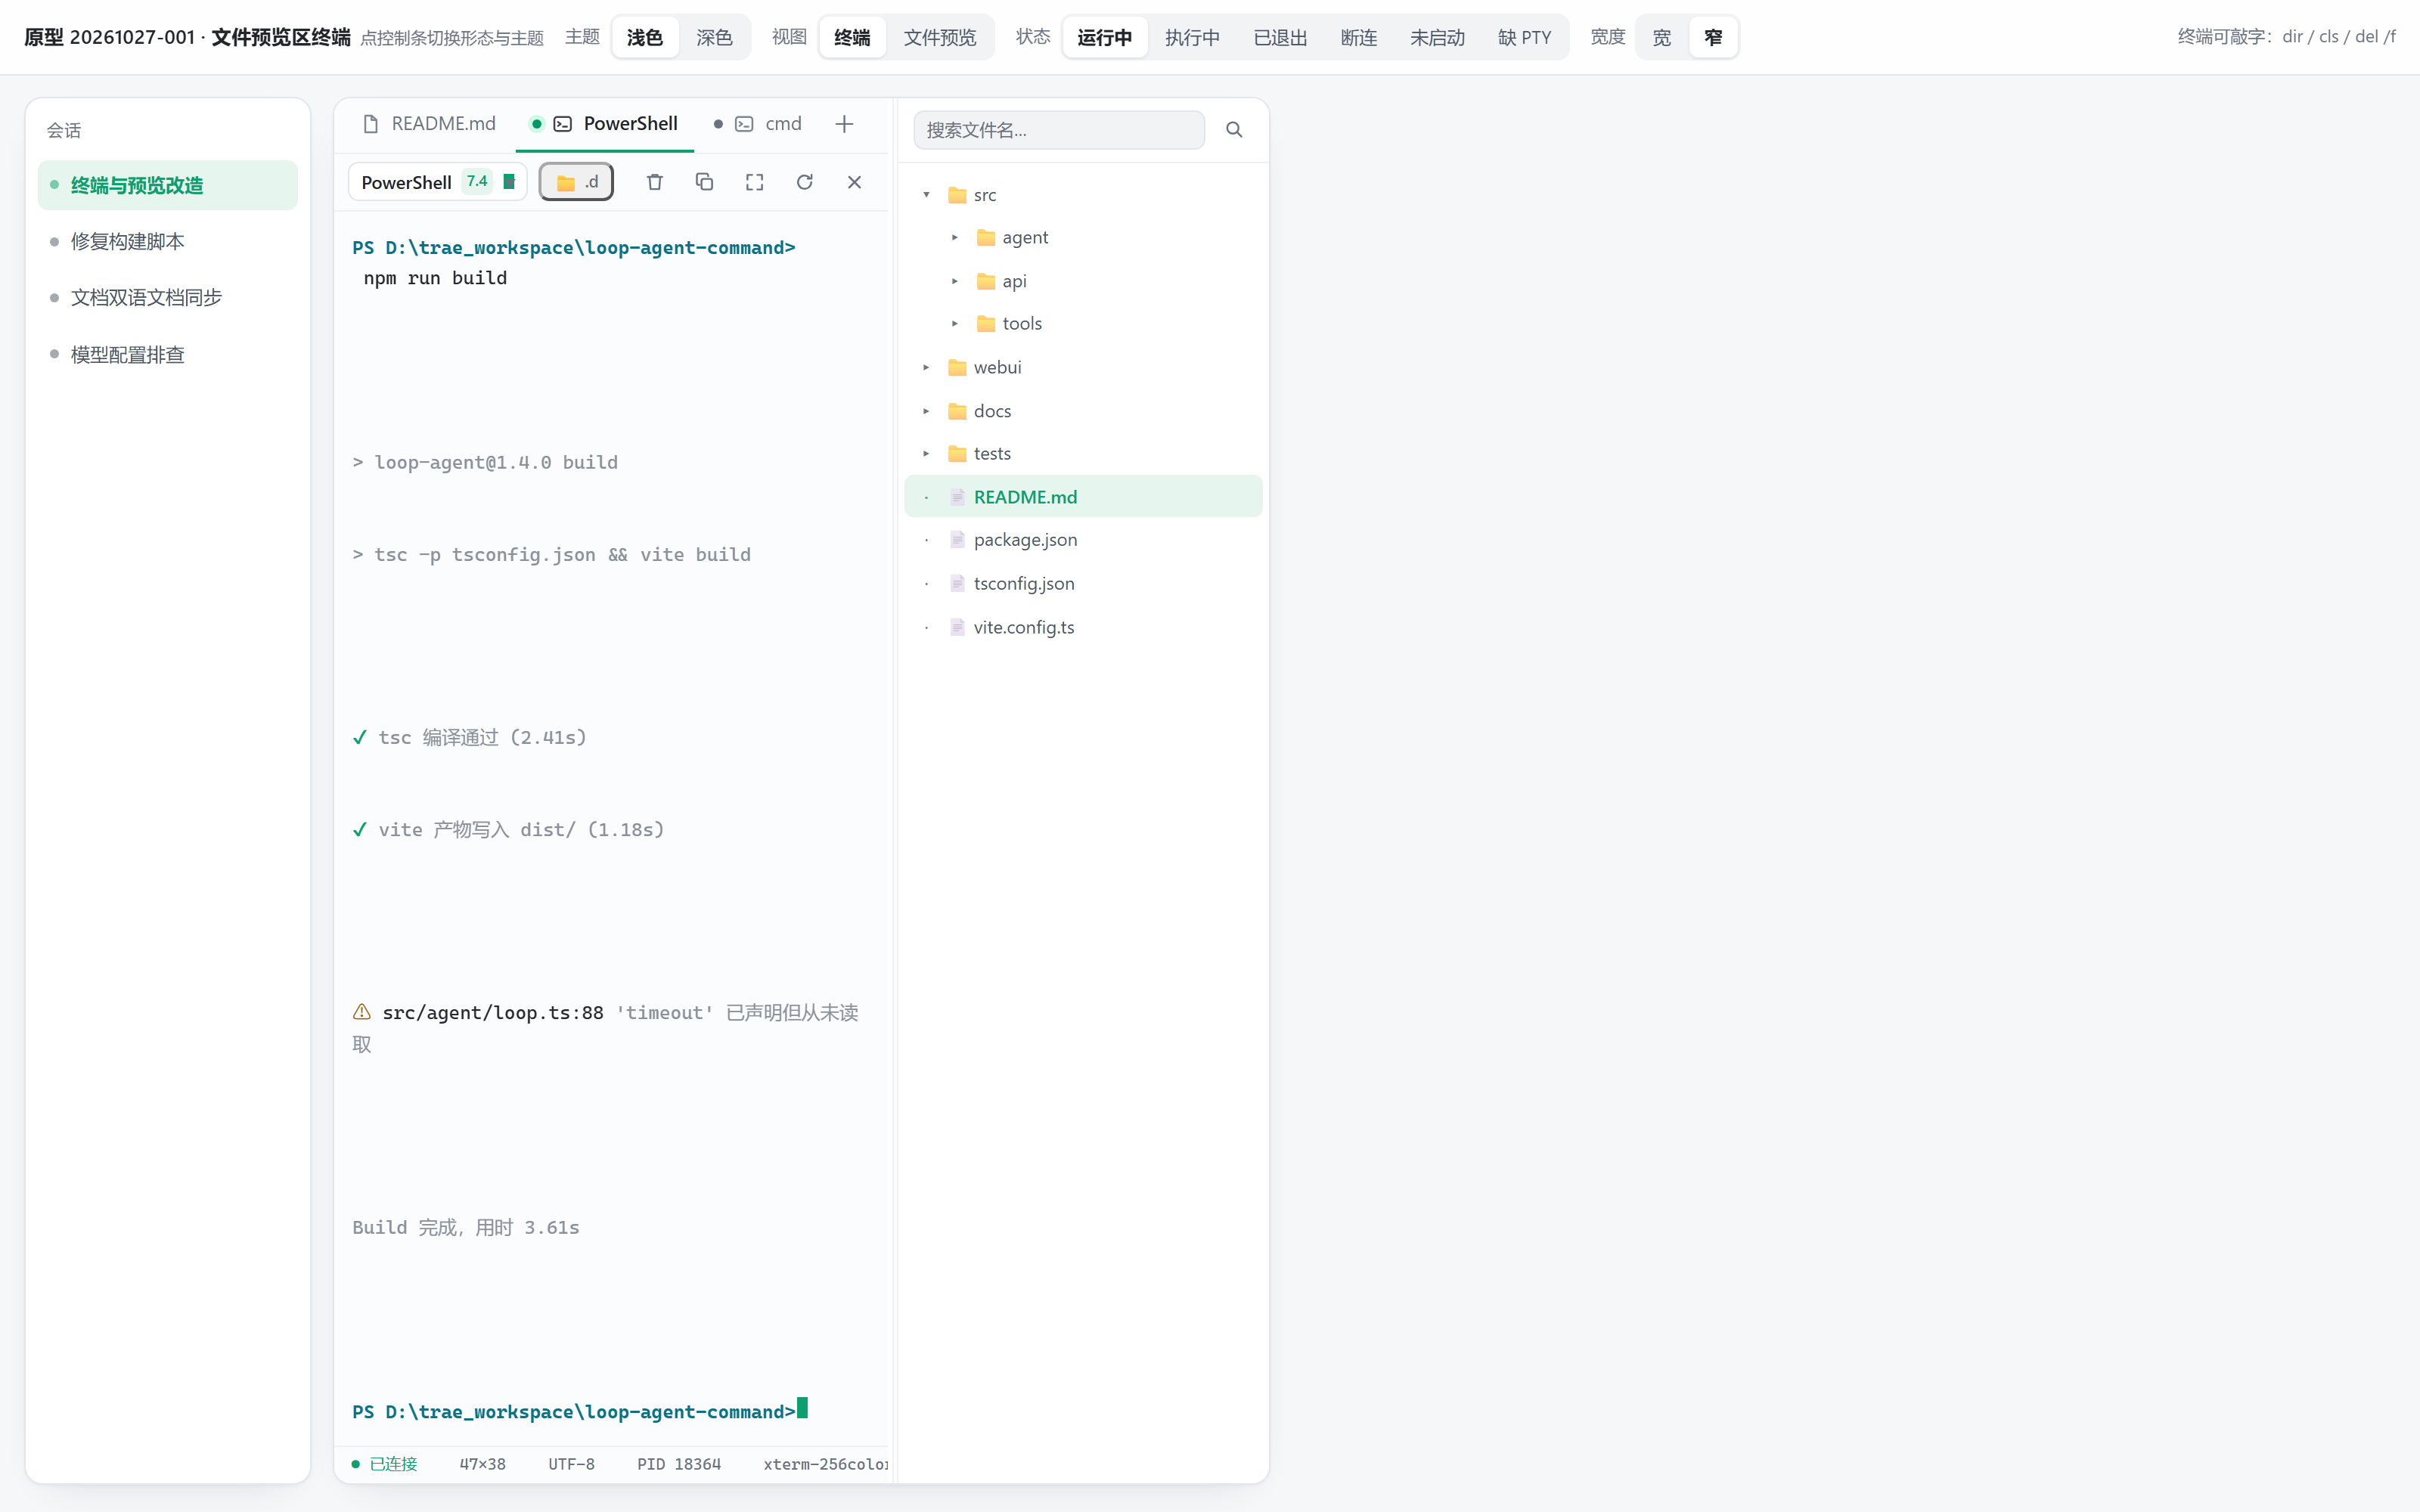 原型 20261027-001 · 文件预览区终端 点控制条切换形态与主题 主题 浅色 深色 视图 终端 文件预览 状态 运行中 执行中 已退出 断连 未启动 缺 PTY 宽度 宽 窄 终端可敲字：dir / cls / del /f
会话
终端与预览改造
修复构建脚本
文档双语文档同步
模型配置排查
README.md PowerShell cmd
PowerShell 7.4 .d
PS D:\trae_workspace\loop-agent-command>
npm run build
> loop-agent@1.4.0 build
> tsc -p tsconfig.json && vite build
✓ tsc 编译通过 (2.41s)
✓ vite 产物写入 dist/ (1.18s)
⚠ src/agent/loop.ts:88 'timeout' 已声明但从未读
取
Build 完成，用时 3.61s
PS D:\trae_workspace\loop-agent-command>
已连接 47×38 UTF-8 PID 18364 xterm-256color
搜索文件名...
src
agent
api
tools
webui
docs
tests
README.md
package.json
tsconfig.json
vite.config.ts